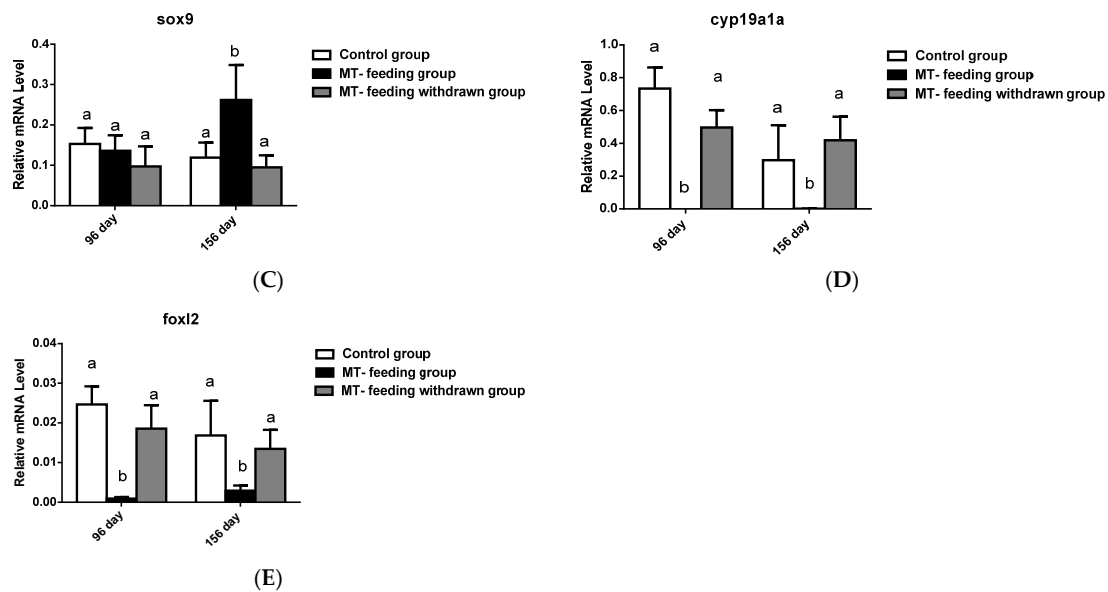 sox9
Relative mRNA Level
0.4
0.3
0.2
0.1
0.0
a
a
a
a
b
a
96 day
156 day
Control group
MT- feeding group
MT- feeding withdrawn group
(C)
cyp19a1a
Relative mRNA Level
1.0
0.8
0.6
0.4
0.2
0.0
a
b
a
a
b
a
96 day
156 day
Control group
MT- feeding group
MT- feeding withdrawn group
(D)
foxl2
Relative mRNA Level
0.04
0.03
0.02
0.01
0.00
a
b
a
a
b
a
96 day
156 day
Control group
MT- feeding group
MT- feeding withdrawn group
(E)